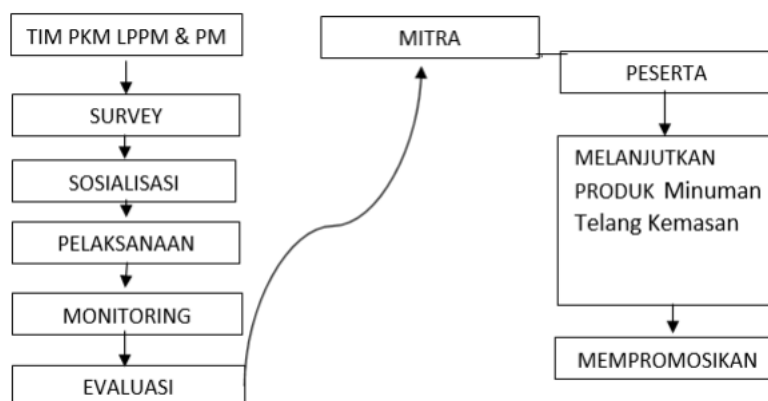 TIM PKM LPPM & PM
SURVEY
SOSIALISASI
PELAKSANAAN
MONITORING
EVALUASI
MITRA
PESERTA
MELANJUTKAN
PRODUK Minuman
Telang Kemasan
MEMPROMOSIKAN